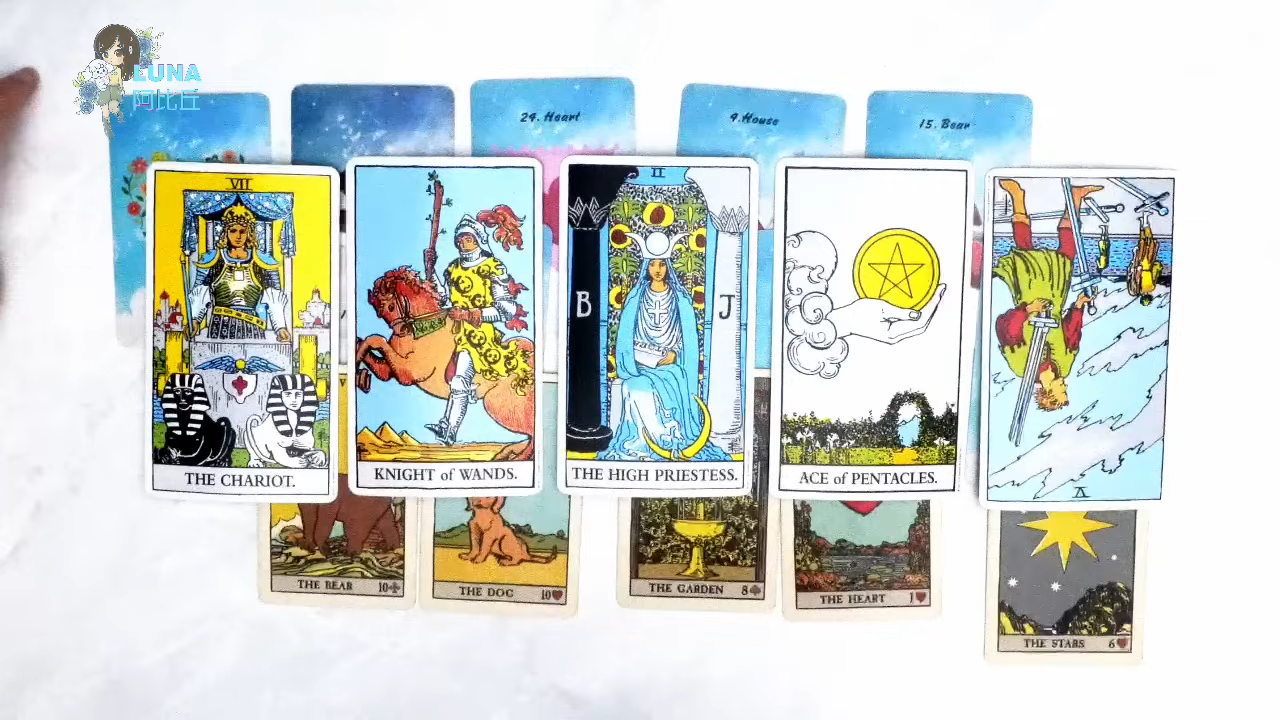 LUNA
阿比丘
24. Heart
4. House
15. Bear
VII
THE CHARIOT.
KNIGHT of WANDS.
II
B
J
THE HIGH PRIESTESS.
ACE of PENTACLES.
V
THE BEAR 10
THE DOG 10
THE GARDEN 8
THE HEART 1
THE STARS 6